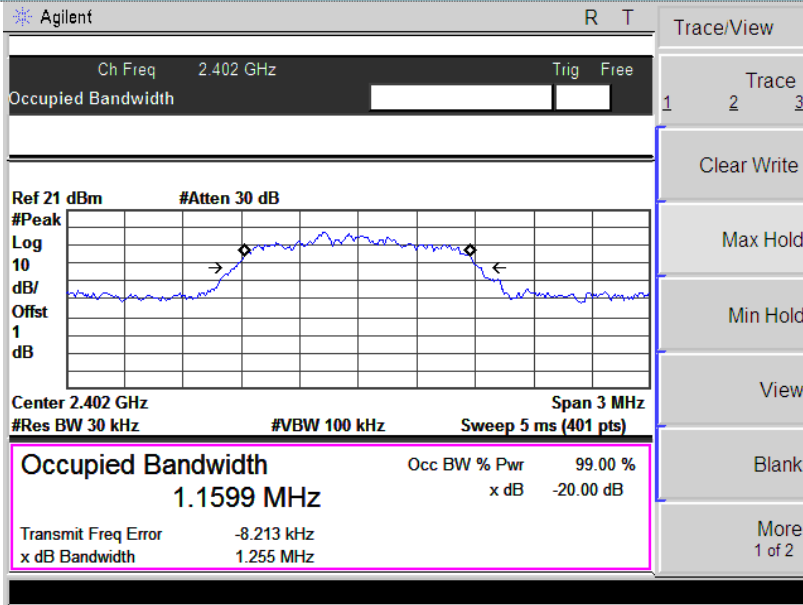 Agilent R T
Trace/View
Ch Freq 2.402 GHz Trig Free
Occupied Bandwidth
Trace
1 2 3
Clear Write
Max Hold
Min Hold
View
Blank
More
1 of 2
Ref 21 dBm #Atten 30 dB
#Peak
Log
10
dB/
Offst
1
dB
Center 2.402 GHz Span 3 MHz
#Res BW 30 kHz #VBW 100 kHz Sweep 5 ms (401 pts)
Occupied Bandwidth Occ BW % Pwr 99.00 %
1.1599 MHz x dB -20.00 dB
Transmit Freq Error -8.213 kHz
x dB Bandwidth 1.255 MHz